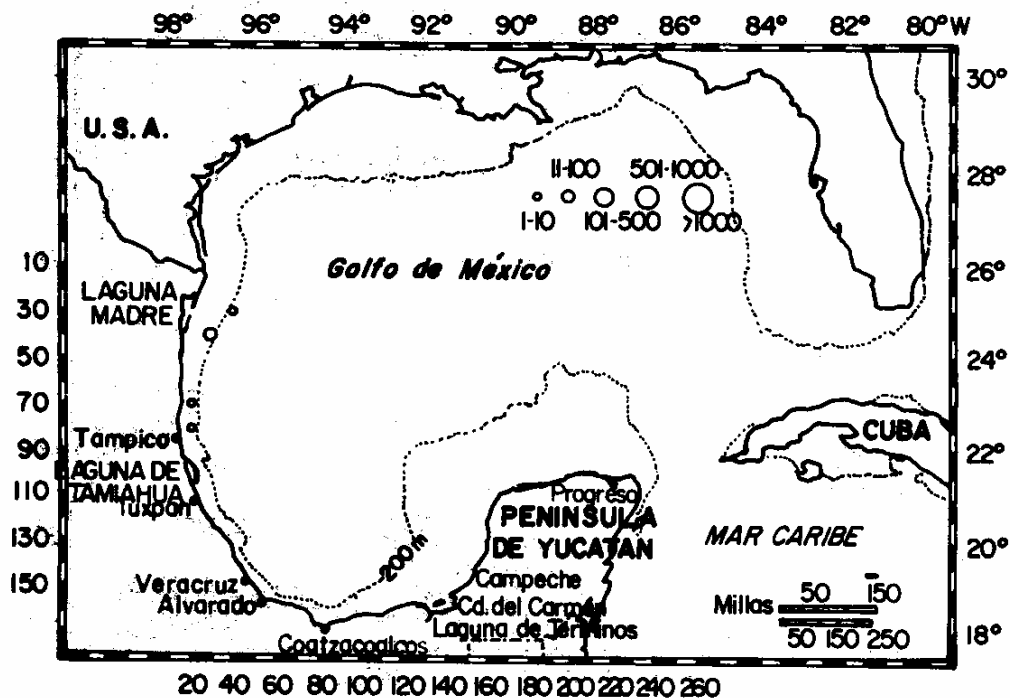 98° 96° 94° 92° 90° 88° 86° 84° 82° 80°W
30°
U. S. A.
11-100 501-1000
28°
1-10 101-500 >1000
10
Golfo de México
26°
LAGUNA
MADRE
30
24°
50
70
Tampico
CUBA
90
22°
LAGUNA DE
TAMIAHUA
110
Tuxpan
Progreso
PENINSULA
DE YUCATAN
MAR CARIBE
130
200m
20°
150
Veracruz
Campeche
50 150
Alvarado
Cd. del Carmen
Millas
Laguna de Términos
50 150 250
18°
Coatzacoalcos
20 40 60 80 100 120 140 160 180 200 220 240 260